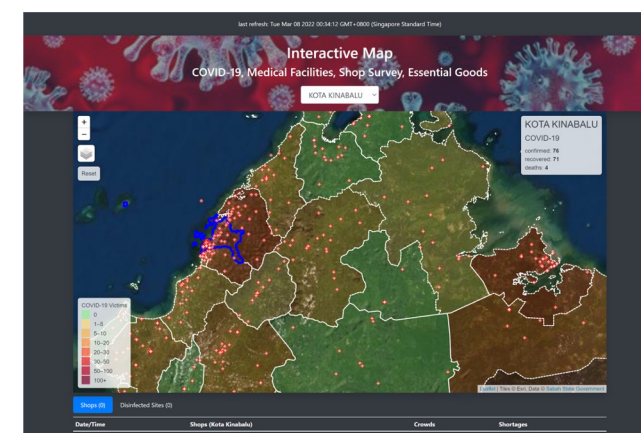 last refresh: Tue Mar 08 2022 00:34:12 GMT+0800 (Singapore Standard Time)
Interactive Map
COVID-19, Medical Facilities, Shop Survey, Essential Goods
KOTA KINABALU
+
−
Reset
KOTA KINABALU
COVID-19
confirmed: 76
recovered: 71
deaths: 4
COVID-19 Victims
0
1–5
5–10
10–20
20–30
30–50
50–100
100+
Leaflet | Tiles © Esri, Data © Sabah State Government
Shops (0) Disinfected Sites (0)
Date/Time Shops (Kota Kinabalu) Crowds Shortages